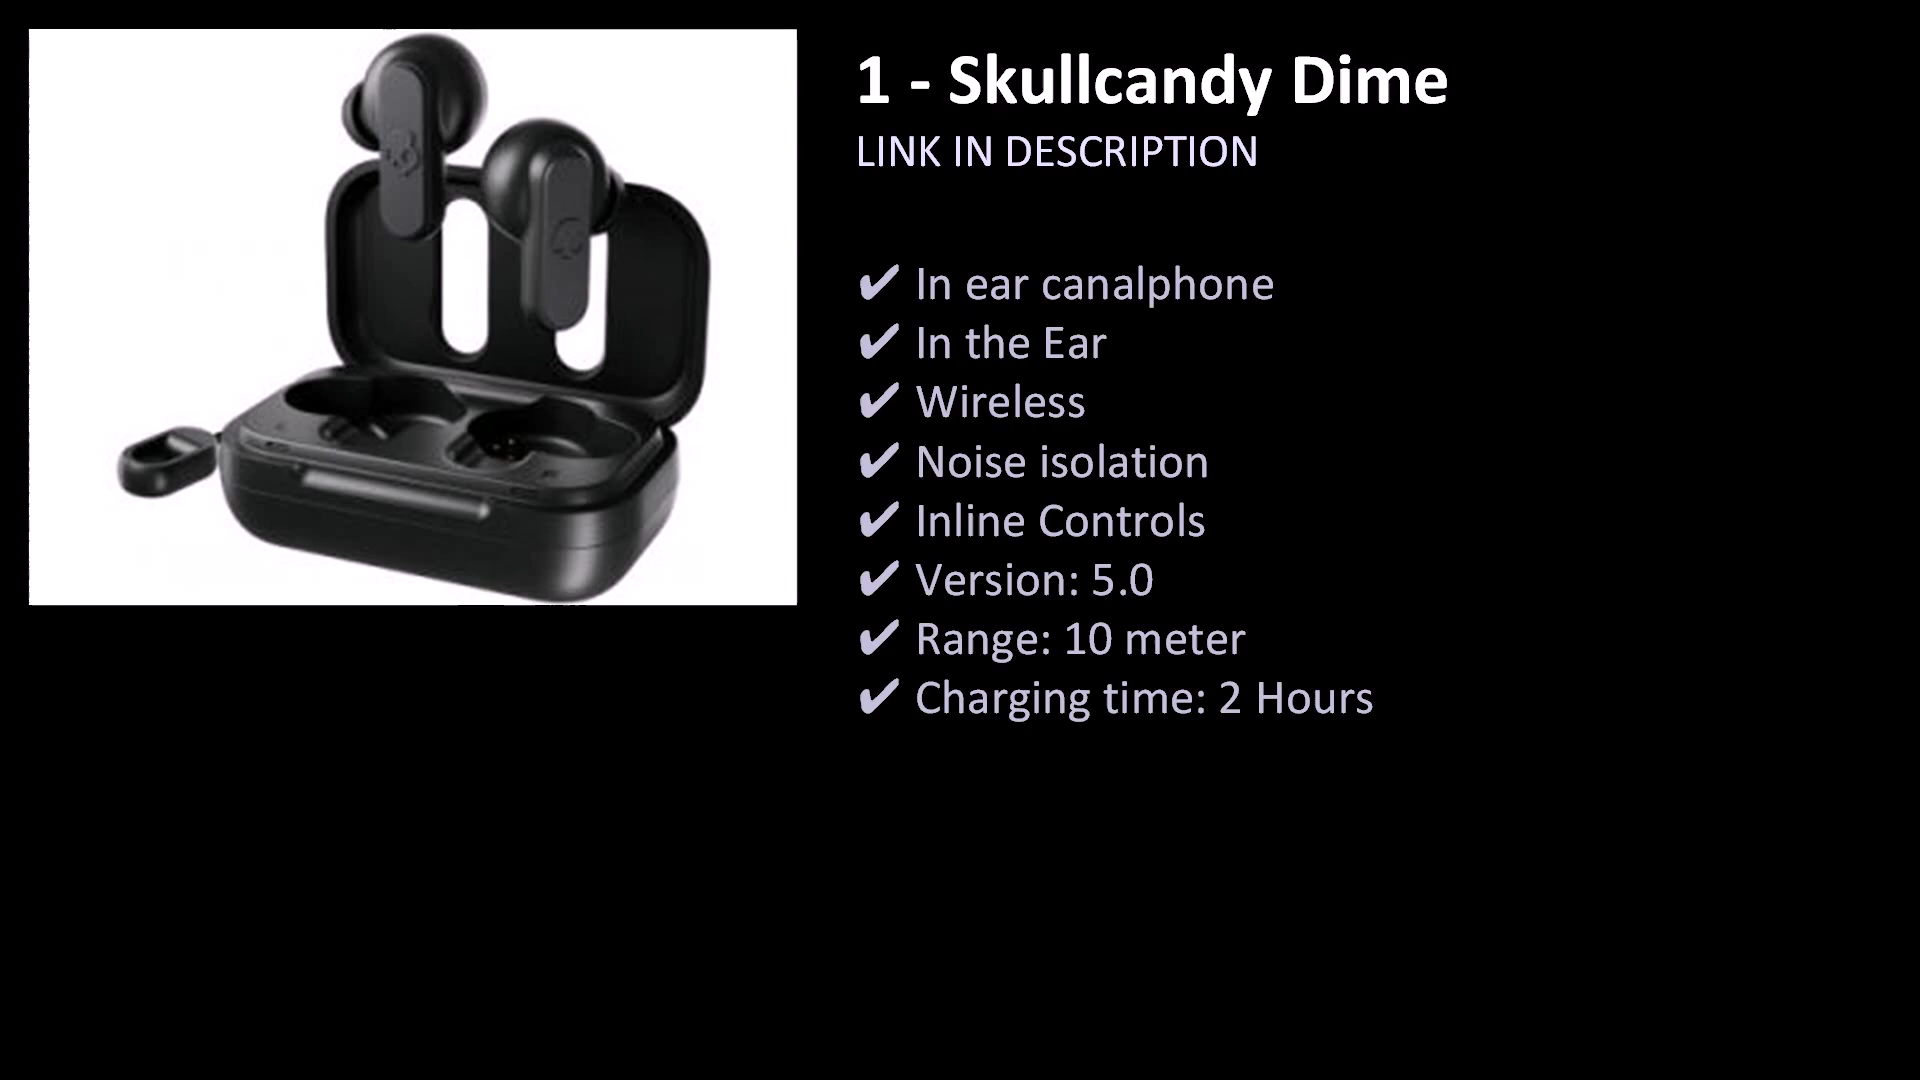 1 - Skullcandy Dime
LINK IN DESCRIPTION
✔ In ear canalphone
✔ In the Ear
✔ Wireless
✔ Noise isolation
✔ Inline Controls
✔ Version: 5.0
✔ Range: 10 meter
✔ Charging time: 2 Hours